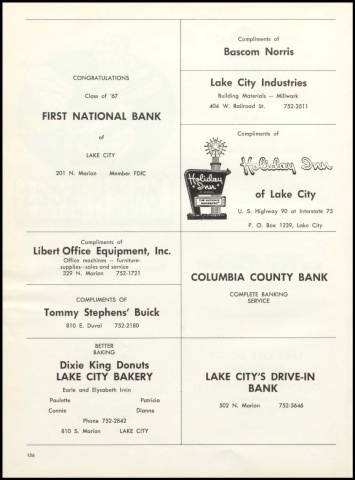 CONGRATULATIONS
Class of '67
FIRST NATIONAL BANK
of
LAKE CITY
201 N. Marion Member FDIC
Compliments of
Libert Office Equipment, Inc.
Office machines -- furniture-
supplies--sales and service
329 N. Marion 752-1721
COMPLIMENTS OF
Tommy Stephens' Buick
810 E. Duval 752-2180
BETTER
BAKING
Dixie King Donuts
LAKE CITY BAKERY
Earle and Elysabeth Irvin
Paulette Patricia
Connie Dianne
Phone 752-2842
810 S. Marion LAKE CITY
136
Compliments of
Bascom Norris
Lake City Industries
Building Materials -- Millwork
404 W. Railroad St. 752-3511
Compliments of
Holiday Inn
Holiday Inn
of Lake City
U. S. Highway 90 at Interstate 75
P. O. Box 1239, Lake City
COLUMBIA COUNTY BANK
COMPLETE BANKING
SERVICE
LAKE CITY'S DRIVE-IN
BANK
502 N. Marion 752-5646